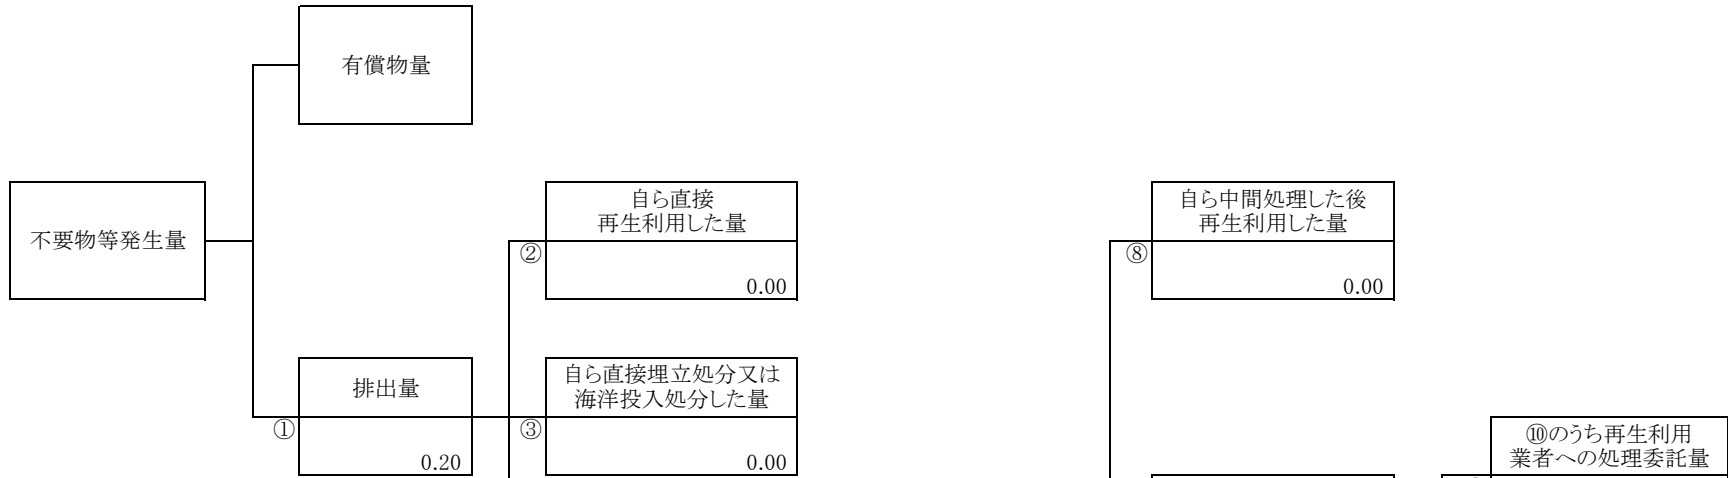 有償物量
不要物等発生量
自ら直接
再生利用した量
②
0.00
自ら中間処理した後
再生利用した量
⑧
0.00
排出量
①
0.20
自ら直接埋立処分又は
海洋投入処分した量
③
0.00
⑩のうち再生利用
業者への処理委託量